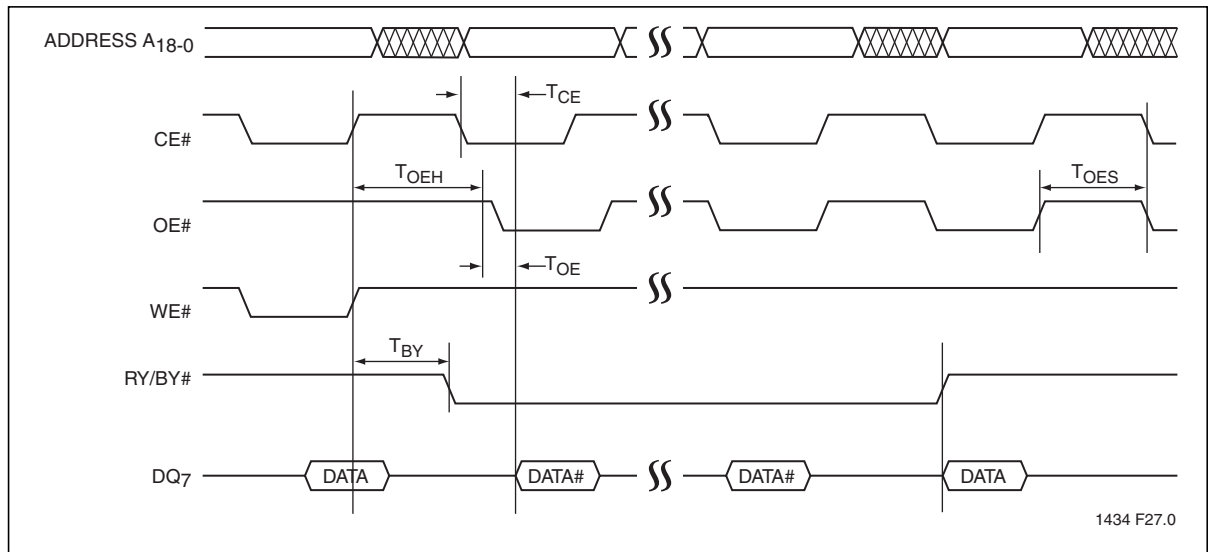 ADDRESS A18-0
TCE
CE#
TOEH
TOES
OE#
TOE
WE#
TBY
RY/BY#
DQ7
DATA
DATA#
DATA#
DATA
1434 F27.0